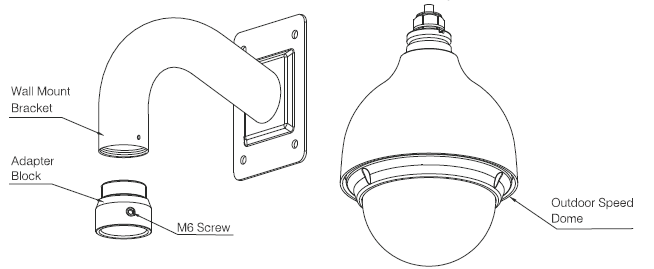 Wall Mount
Bracket
Adapter
Block
M6 Screw
Outdoor Speed
Dome